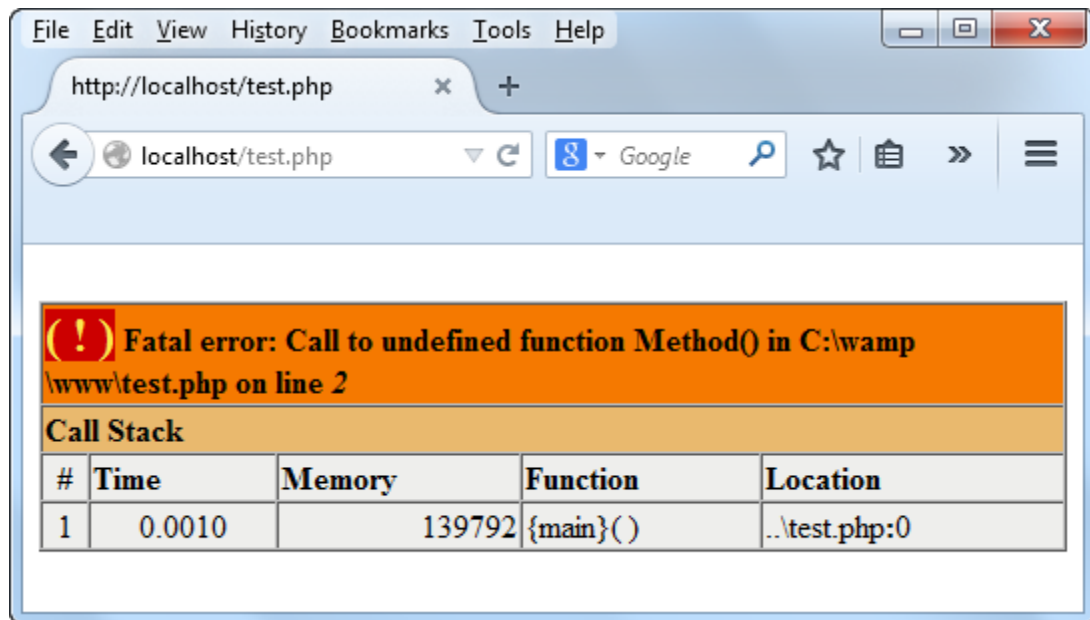 File Edit View History Bookmarks Tools Help
http://localhost/test.php
localhost/test.php
8 Google
( ! ) Fatal error: Call to undefined function Method() in C:\wamp
\www\test.php on line 2
Call Stack
# Time Memory Function Location
1 0.0010 139792 {main}( ) ..\test.php:0